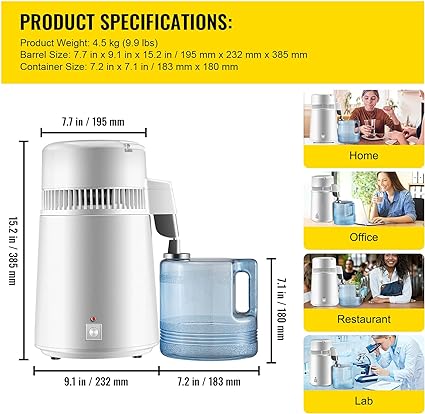 PRODUCT SPECIFICATIONS:
Product Weight: 4.5 kg (9.9 lbs)
Barrel Size: 7.7 in x 9.1 in x 15.2 in / 195 mm x 232 mm x 385 mm
Container Size: 7.2 in x 7.1 in / 183 mm x 180 mm
7.7 in / 195 mm
15.2 in / 385 mm
7.1 in / 180 mm
9.1 in / 232 mm
7.2 in / 183 mm
Home
Office
Restaurant
Lab